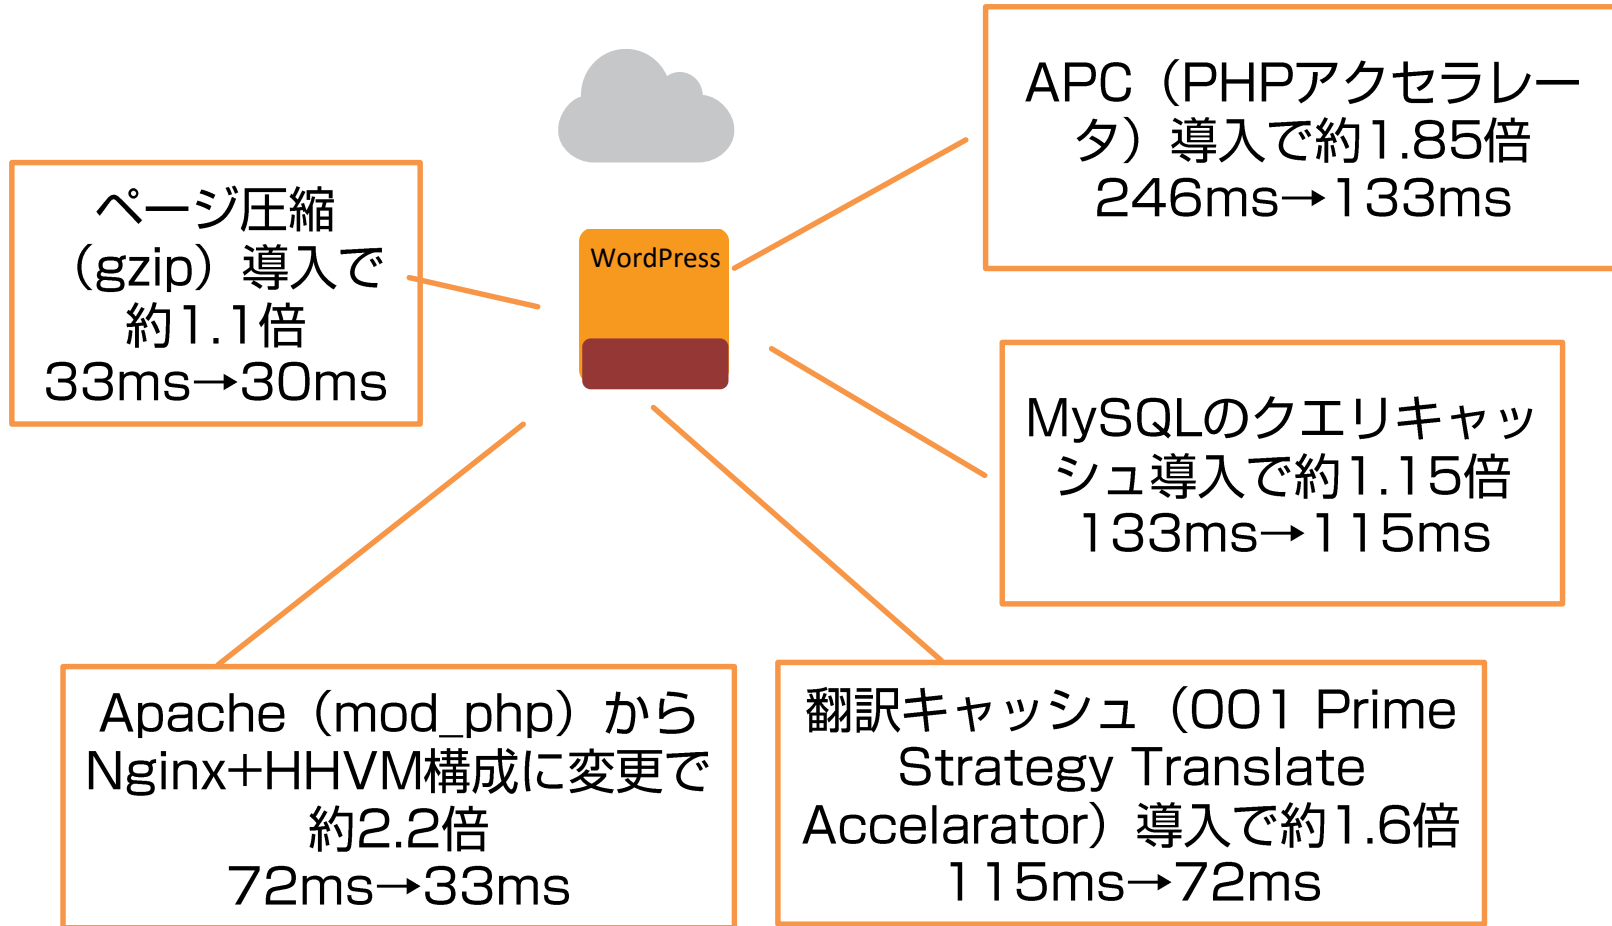 APC（PHPアクセラレー
タ）導入で約1.85倍
246ms→133ms
ページ圧縮
（gzip）導入で
約1.1倍
33ms→30ms
WordPress
MySQLのクエリキャッ
シュ導入で約1.15倍
133ms→115ms
Apache（mod_php）から
Nginx+HHVM構成に変更で
約2.2倍
72ms→33ms
翻訳キャッシュ（001 Prime
Strategy Translate
Accelarator）導入で約1.6倍
115ms→72ms